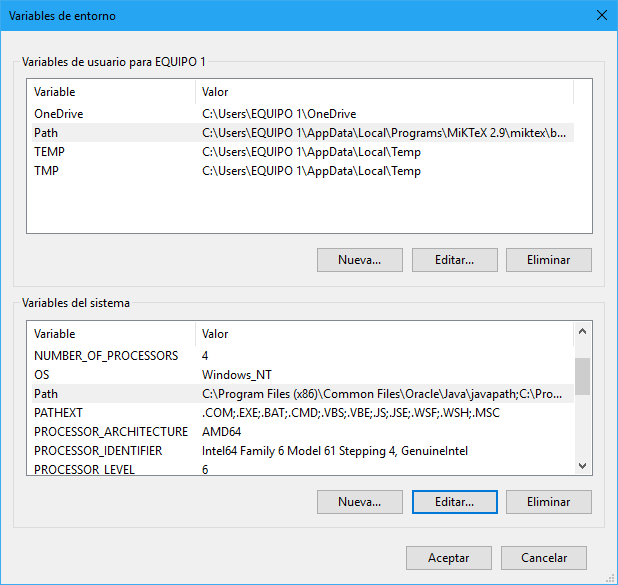 Variables de entorno
Variables de usuario para EQUIPO 1
Variable Valor
OneDrive C:\Users\EQUIPO 1\OneDrive
Path C:\Users\EQUIPO 1\AppData\Local\Programs\MiKTeX 2.9\miktex\b...
TEMP C:\Users\EQUIPO 1\AppData\Local\Temp
TMP C:\Users\EQUIPO 1\AppData\Local\Temp
Nueva... Editar... Eliminar
Variables del sistema
Variable Valor
NUMBER_OF_PROCESSORS 4
OS Windows_NT
Path C:\Program Files (x86)\Common Files\Oracle\Java\javapath;C:\Pro...
PATHEXT .COM;.EXE;.BAT;.CMD;.VBS;.VBE;.JS;.JSE;.WSF;.WSH;.MSC
PROCESSOR_ARCHITECTURE AMD64
PROCESSOR_IDENTIFIER Intel64 Family 6 Model 61 Stepping 4, GenuineIntel
PROCESSOR_LEVEL 6
Nueva... Editar... Eliminar
Aceptar Cancelar